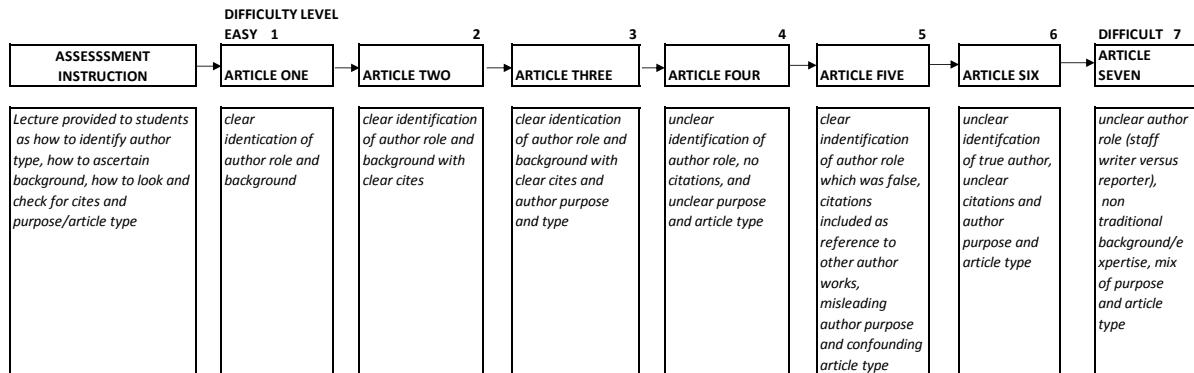 DIFFICULTY LEVEL
EASY 1 2 3 4 5 6 DIFFICULT 7
ASSESSSMENT
INSTRUCTION
ARTICLE ONE
ARTICLE TWO
ARTICLE THREE
ARTICLE FOUR
ARTICLE FIVE
ARTICLE SIX
ARTICLE
SEVEN
Lecture provided to students
as how to identify author
type, how to ascertain
background, how to look and
check for cites and
purpose/article type
clear
identication of
author role and
background
clear identification
of author role and
background with
clear cites
clear identication
of author role and
background with
clear cites and
author purpose
and type
unclear
identification of
author role, no
citations, and
unclear purpose
and article type
clear
indentification
of author role
which was false,
citations
included as
reference to
other author
works,
misleading
author purpose
and confounding
article type
unclear
identifcation
of true author,
unclear
citations and
author
purpose and
article type
unclear author
role (staff
writer versus
reporter),
non
traditional
background/e
xpertise, mix
of purpose
and article
type